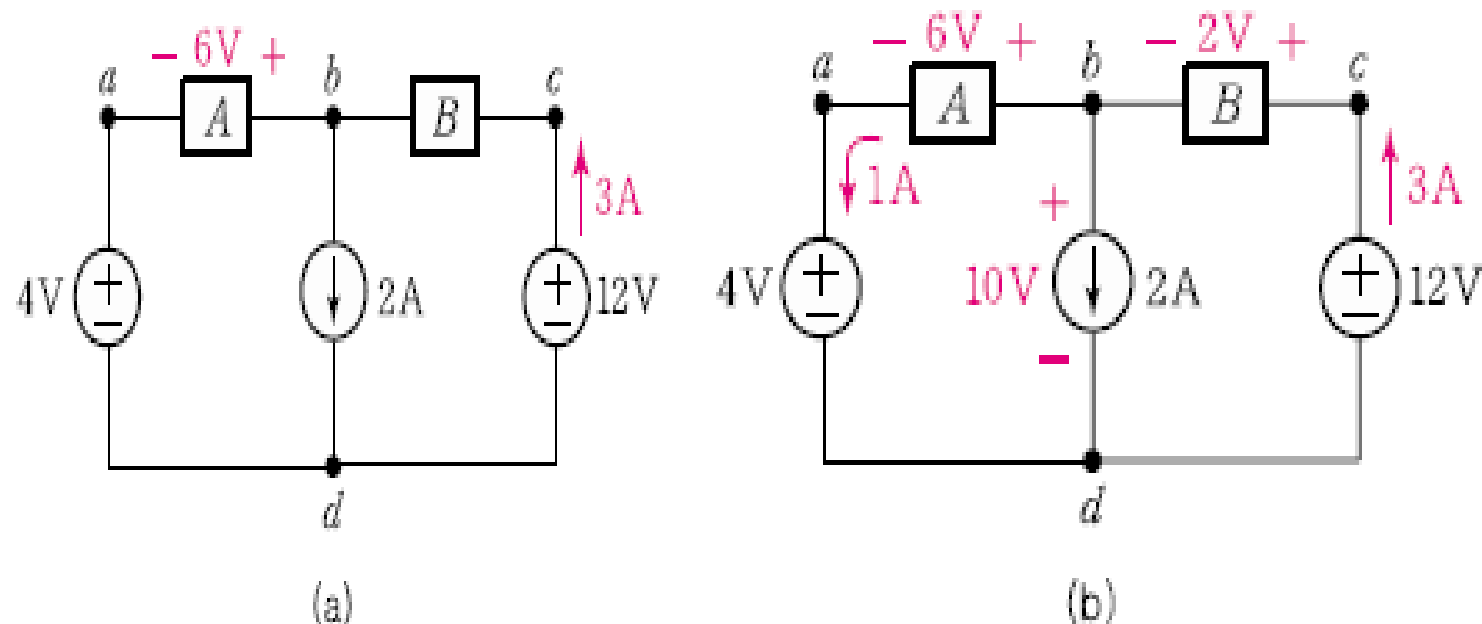 − 6V +
a
A
b
B
c
3A
4V
+
−
2A
12V
+
−
d
(a)
− 6V +
− 2V +
a
A
b
B
c
1A
+
3A
4V
+
−
10V
2A
12V
+
−
−
d
(b)